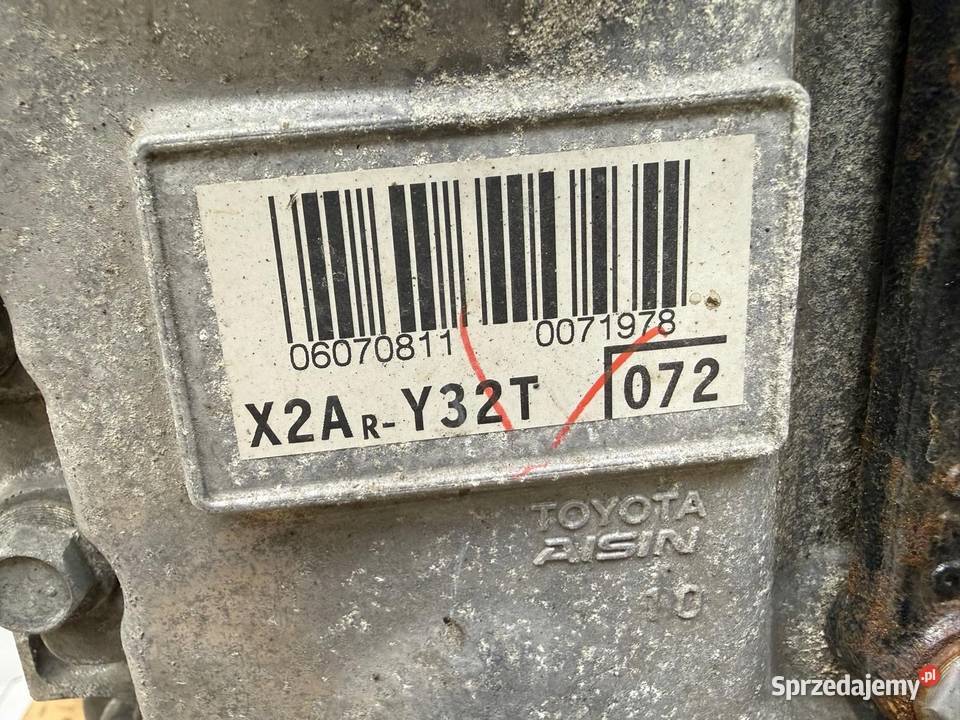 06070811 0071978
X2AR-Y32T 072
TOYOTA
AISIN
10
Sprzedajemy.pl